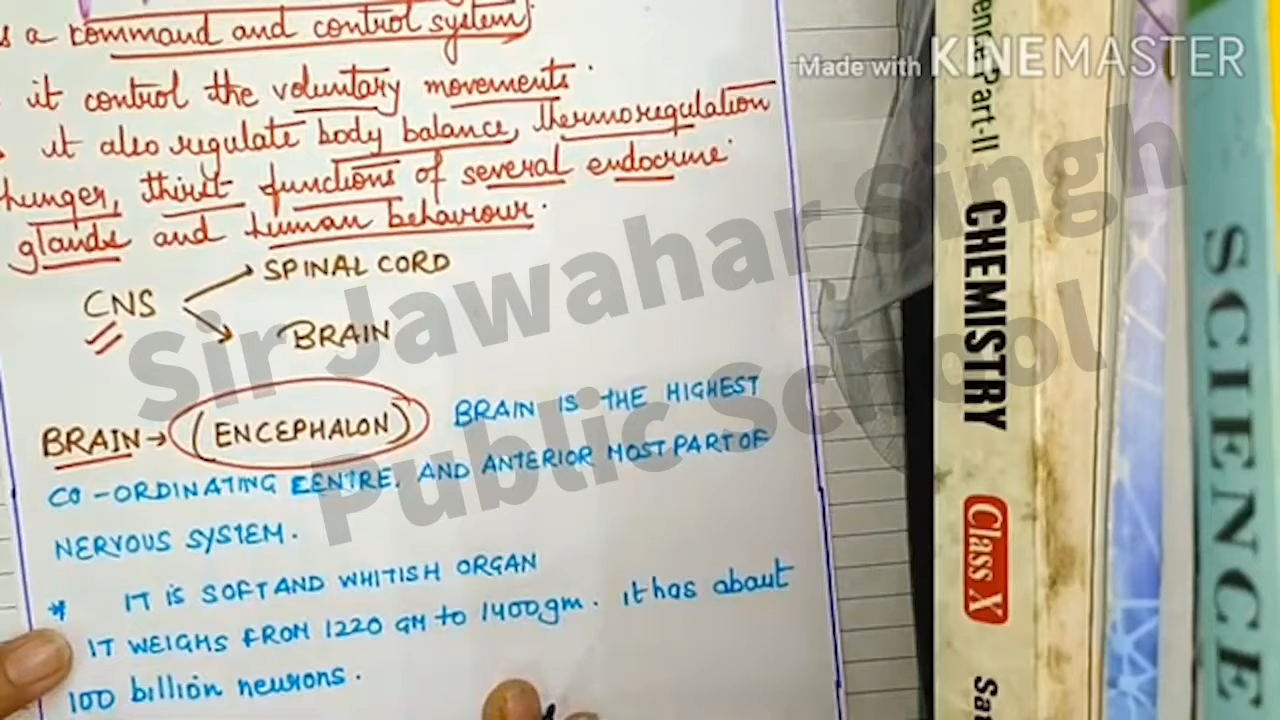 s a command and control system.
it control the voluntary movements.
it also regulate body balance, thermoregulation
hunger, thirst functions of several endocrine
glands and human behaviour.
CNS
SPINAL CORD
BRAIN
BRAIN → (ENCEPHALON) BRAIN IS THE HIGHEST
CO-ORDINATING CENTRE, AND ANTERIOR MOST PART OF
NERVOUS SYSTEM.
* IT IS SOFT AND WHITISH ORGAN
IT WEIGHS FROM 1220 GM to 1400gm. it has about
100 billion neurons.
Made with KINEMASTER
Sir Jawahar Singh
Public School
ence Part-II CHEMISTRY Class X
SCIENCE